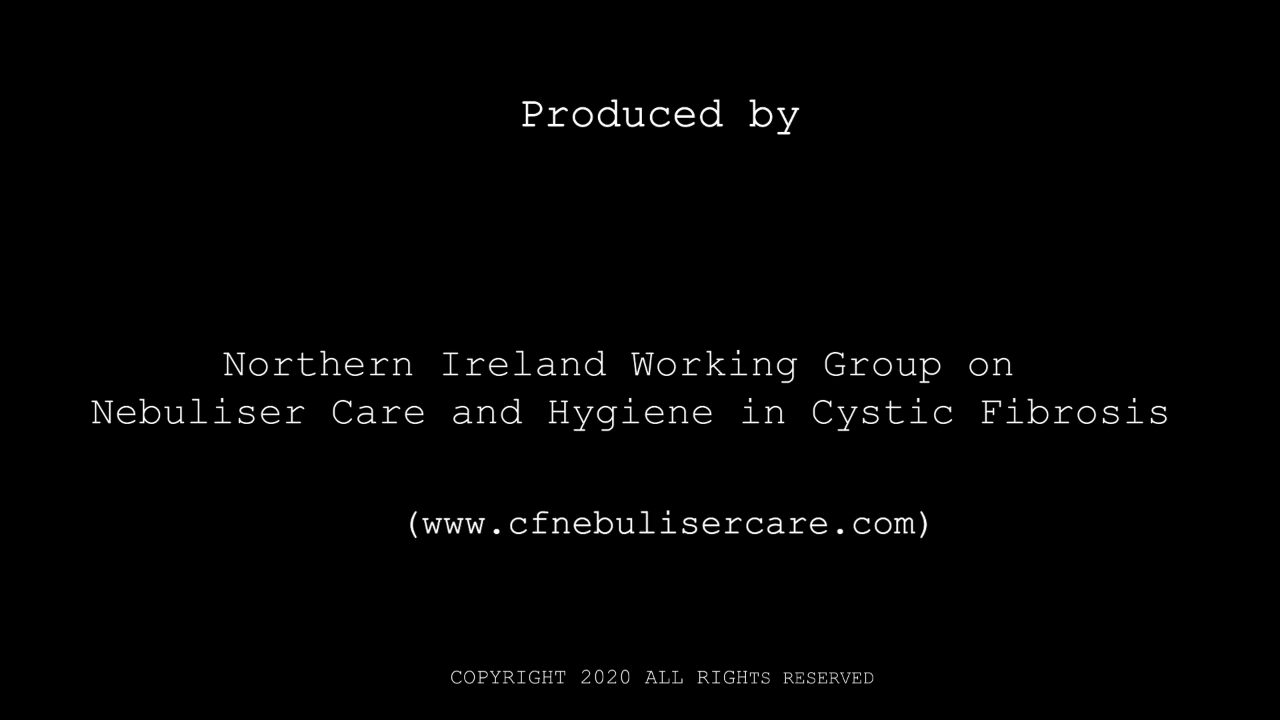 Produced by
Northern Ireland Working Group on
Nebuliser Care and Hygiene in Cystic Fibrosis
(www.cfnebulisercare.com)
COPYRIGHT 2020 ALL RIGHTS RESERVED